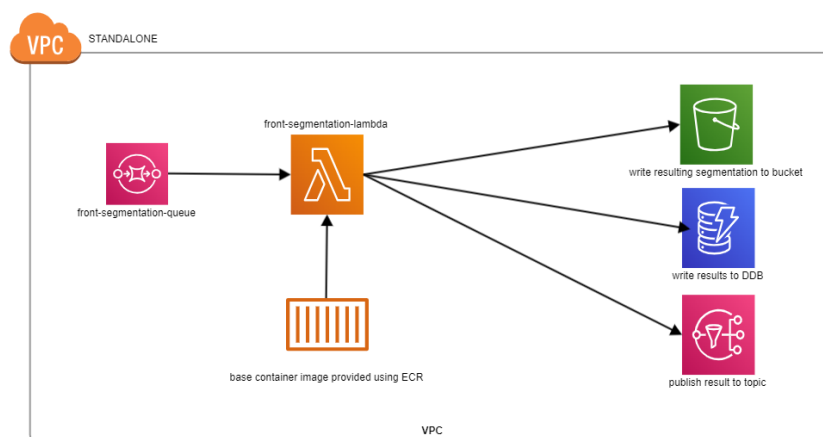 VPC
STANDALONE
front-segmentation-lambda
front-segmentation-queue
write resulting segmentation to bucket
write results to DDB
base container image provided using ECR
publish result to topic
VPC